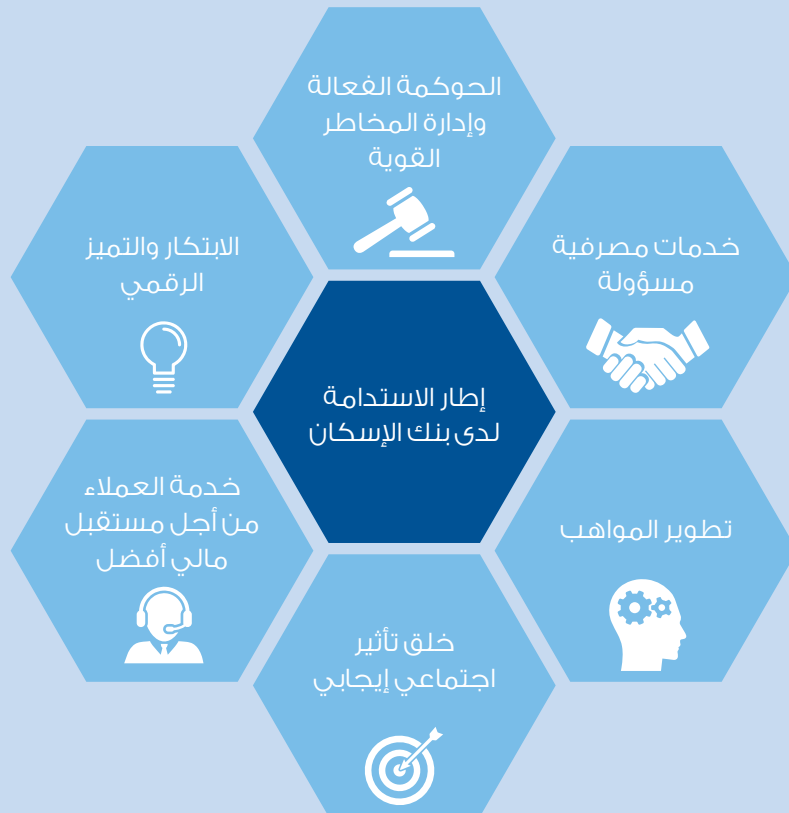 الحوكمة الفعالة
وإدارة المخاطر
القوية
خدمات مصرفية
مسؤولة
الابتكار والتميز
الرقمي
إطار الاستدامة
لدى بنك الإسكان
تطوير المواهب
خدمة العملاء
من أجل مستقبل
مالي أفضل
خلق تأثير
اجتماعي إيجابي